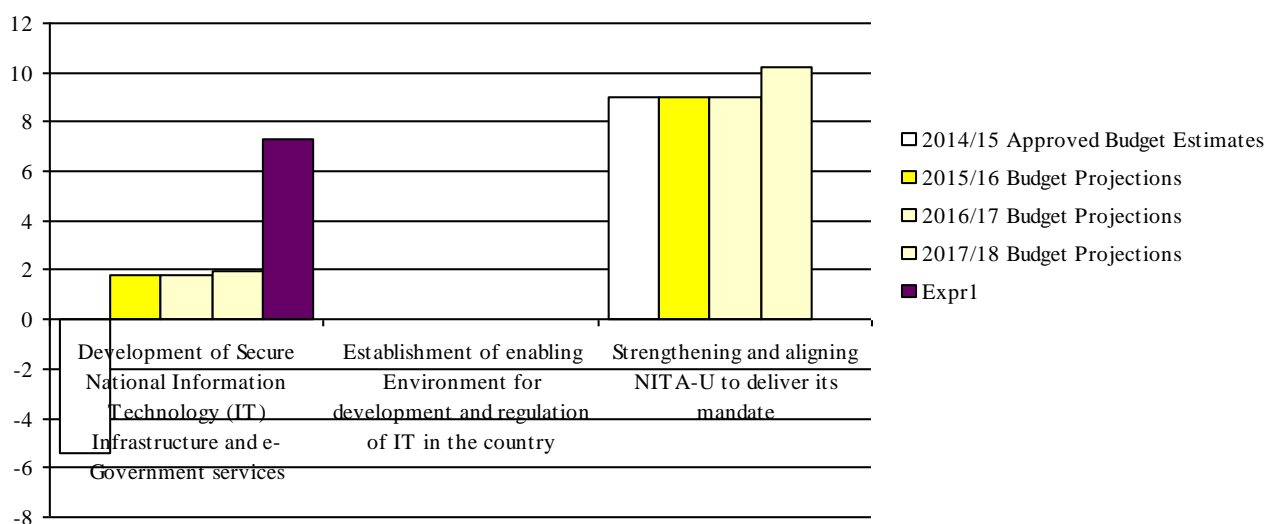 12
10
8
6
4
2
0
-2
-4
-6
-8
Development of Secure
National Information
Technology (IT)
Infrastructure and e-
Government services
Establishment of enabling
Environment for
development and regulation
of IT in the country
Strengthening and aligning
NITA-U to deliver its
mandate
2014/15 Approved Budget Estimates
2015/16 Budget Projections
2016/17 Budget Projections
2017/18 Budget Projections
Expr1